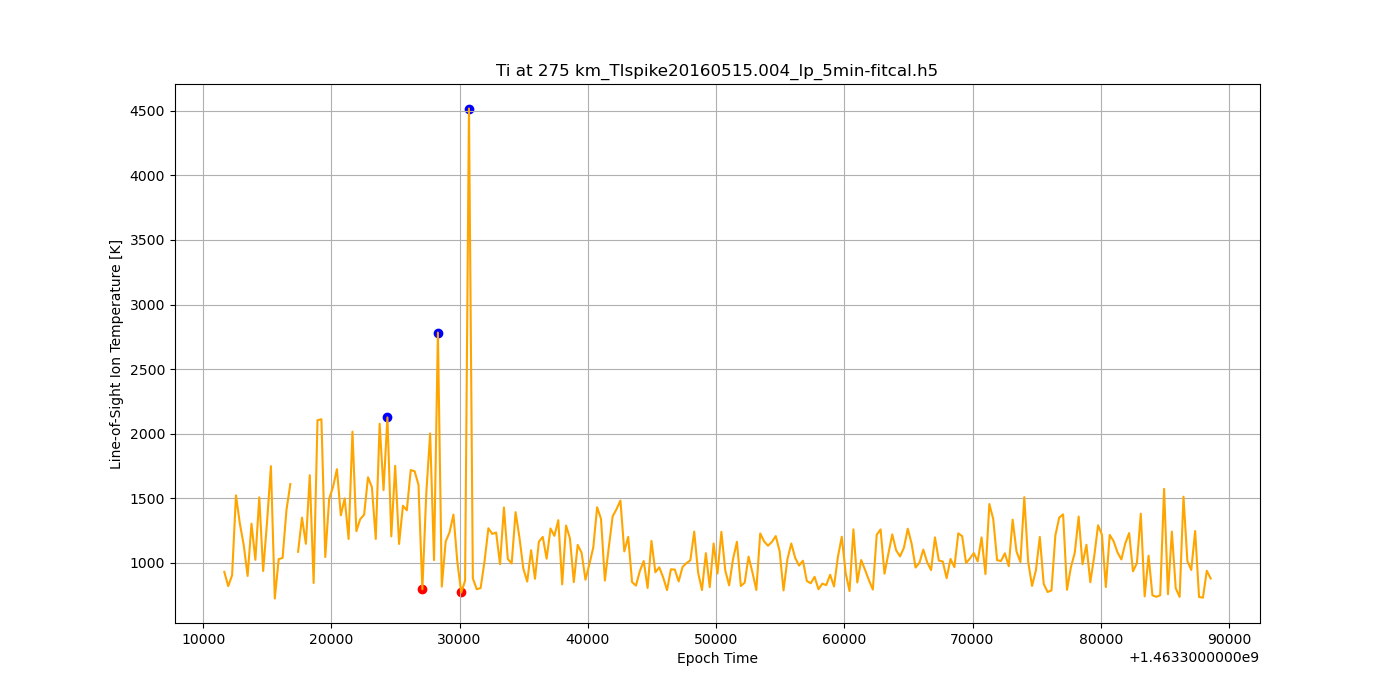 Ti at 275 km_TIspike20160515.004_lp_5min-fitcal.h5
Line-of-Sight Ion Temperature [K]
4500
4000
3500
3000
2500
2000
1500
1000
10000 20000 30000 40000 50000 60000 70000 80000 90000
Epoch Time
+1.4633000000e9